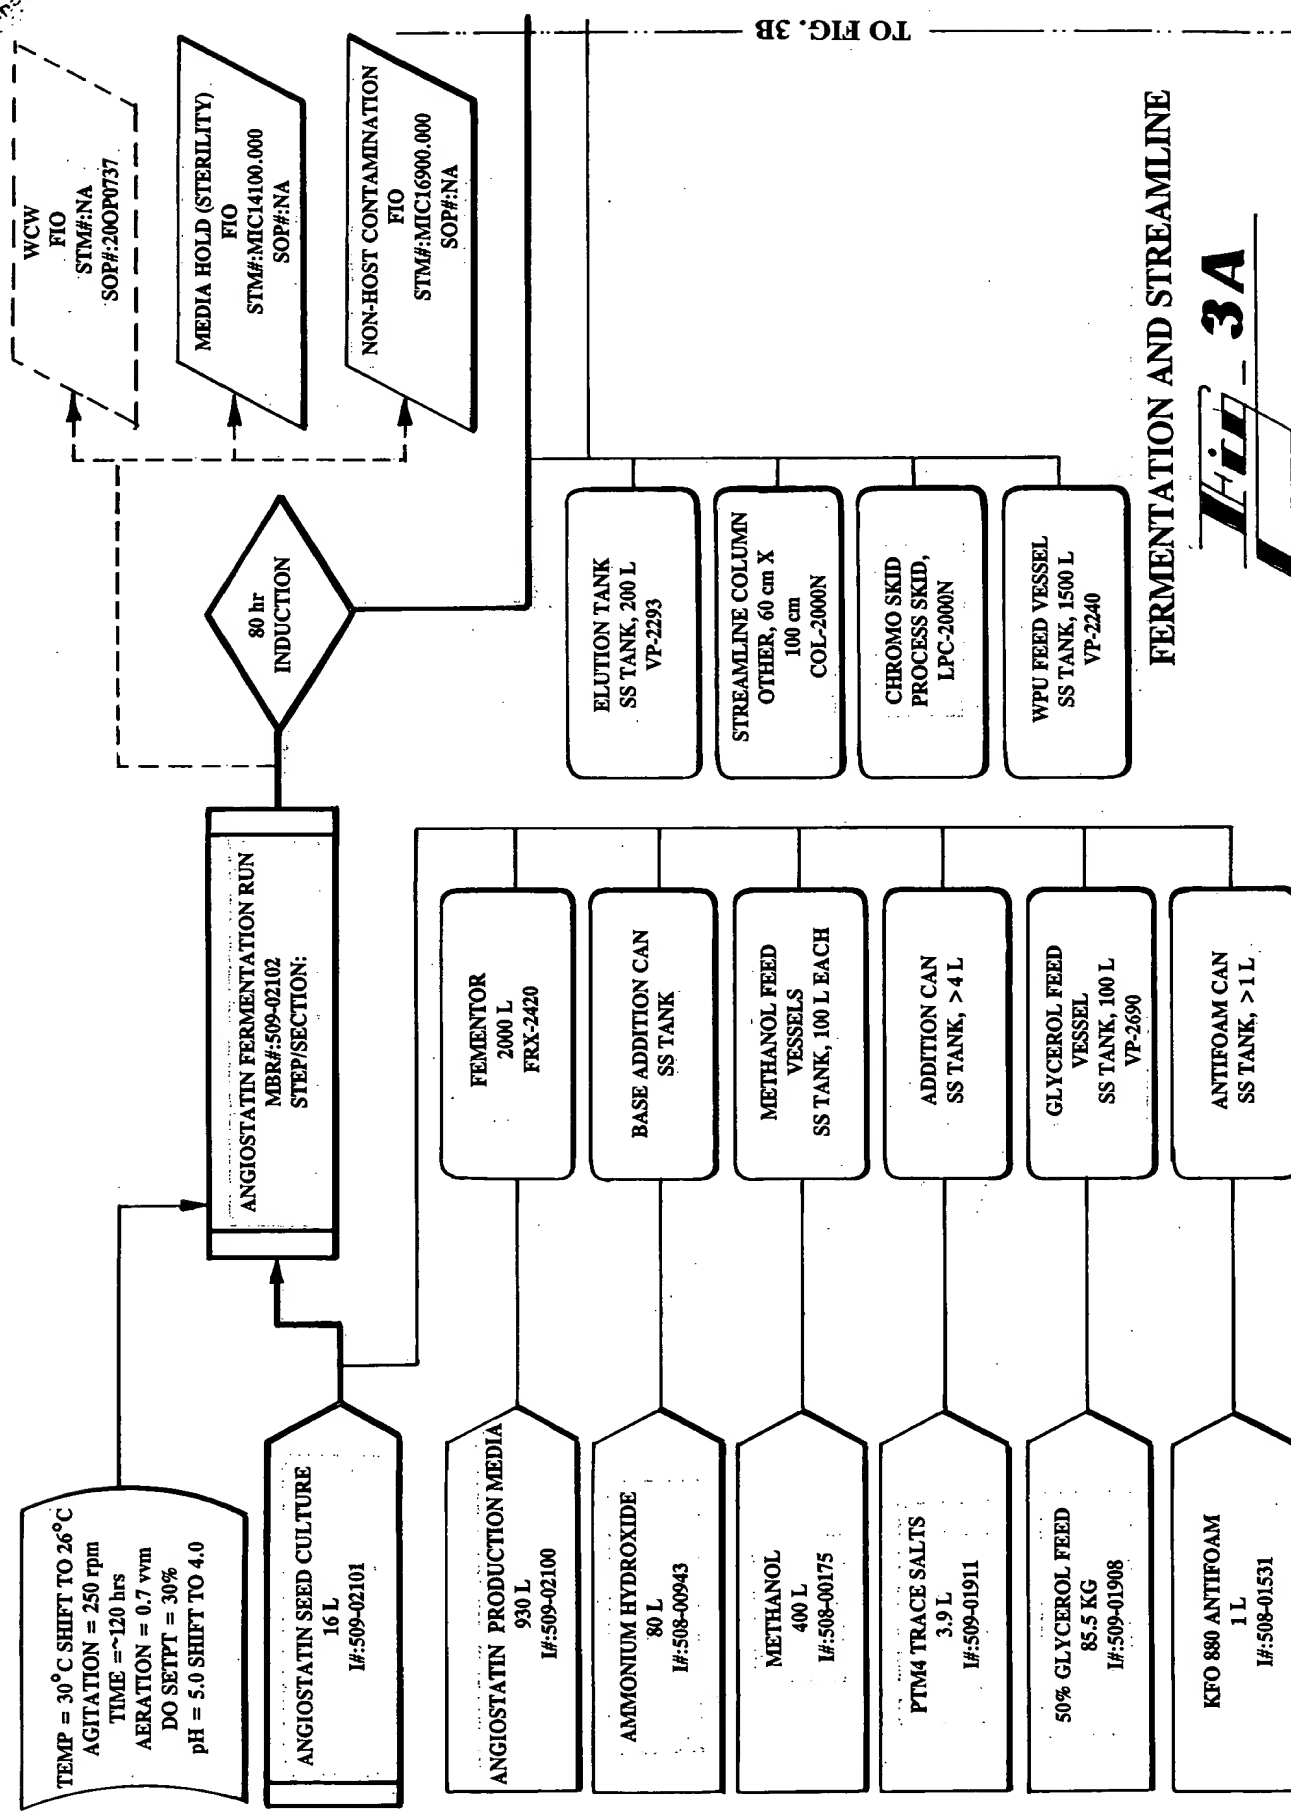 TEMP = 30°C SHIFT TO 26°C
AGITATION = 250 rpm
TIME =~120 hrs
AERATION = 0.7 vvm
DO SETPT = 30%
pH = 5.0 SHIFT TO 4.0
ANGIOSTATIN SEED CULTURE
16 L
I#:509-02101
ANGIOSTATIN PRODUCTION MEDIA
930 L
I#:509-02100
AMMONIUM HYDROXIDE
80 L
I#:508-00943
METHANOL
400 L
I#:508-00175
PTM4 TRACE SALTS
3.9 L
I#:509-01911
50% GLYCEROL FEED
85.5 KG
I#:509-01908
KFO 880 ANTIFOAM
1 L
I#:508-01531
ANGIOSTATIN FERMENTATION RUN
MBR#:509-02102
STEP/SECTION:
FEMENTOR
2000 L
FRX-2420
BASE ADDITION CAN
SS TANK
METHANOL FEED
VESSELS
SS TANK, 100 L EACH
ADDITION CAN
SS TANK, >4 L
GLYCEROL FEED
VESSEL
SS TANK, 100 L
VP-2690
ANTIFOAM CAN
SS TANK, >1 L
80 hr
INDUCTION
ELUTION TANK
SS TANK, 200 L
VP-2293
STREAMLINE COLUMN
OTHER, 60 cm X
100 cm
COL-2000N
CHROMO SKID
PROCESS SKID,
LPC-2000N
WPU FEED VESSEL
SS TANK, 1500 L
VP-2240
WCW
FIO
STM#:NA
SOP#:20OP0737
MEDIA HOLD (STERILITY)
FIO
STM#:MIC14100.000
SOP#:NA
NON-HOST CONTAMINATION
FIO
STM#:MIC16900.000
SOP#:NA
TO FIG. 3B
FERMENTATION AND STREAMLINE
Fig. 3A